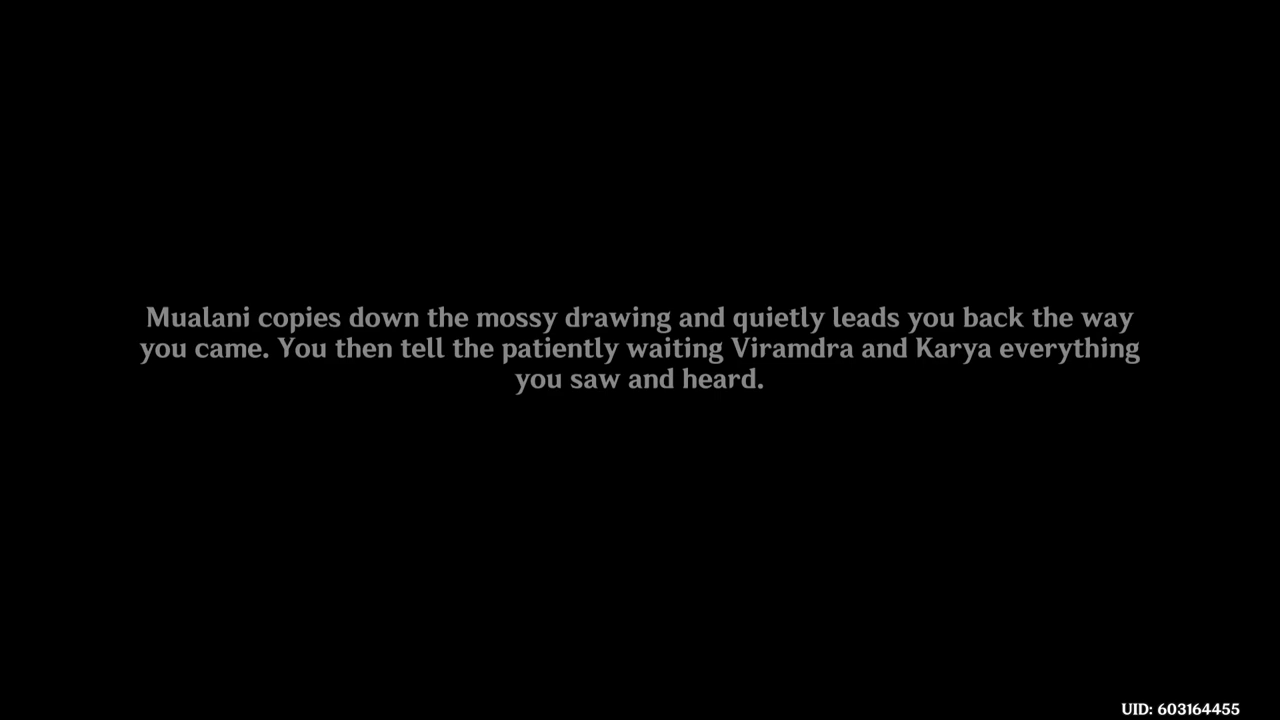 Mualani copies down the mossy drawing and quietly leads you back the way
you came. You then tell the patiently waiting Viramdra and Karya everything
you saw and heard.
UID: 603164455